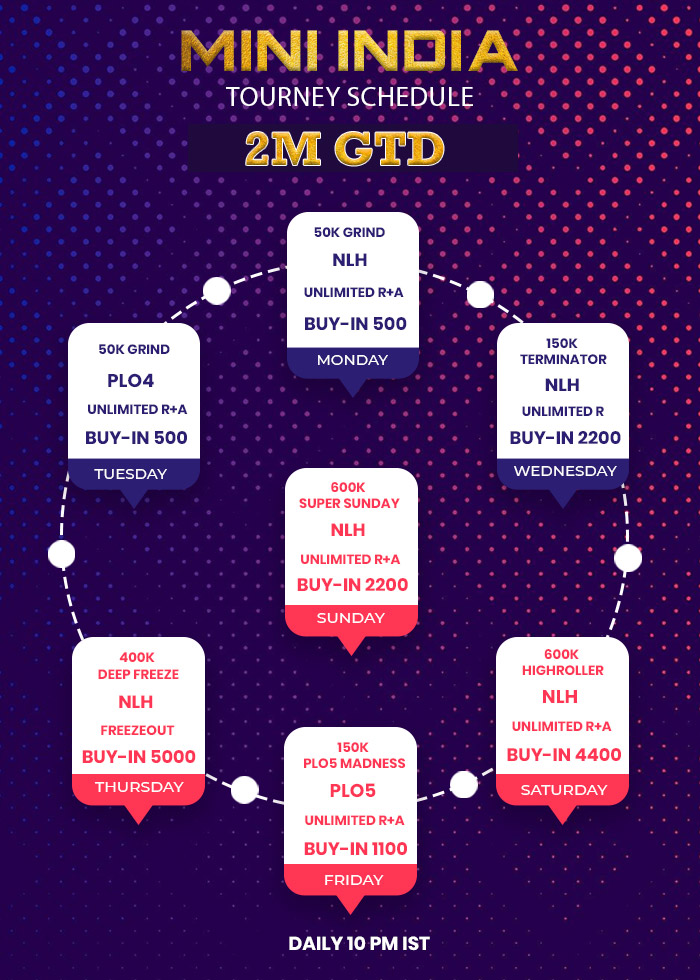 MINI INDIA
TOURNEY SCHEDULE
2M GTD
50K GRIND
NLH
UNLIMITED R+A
BUY-IN 500
MONDAY
50K GRIND
PLO4
UNLIMITED R+A
BUY-IN 500
TUESDAY
150K
TERMINATOR
NLH
UNLIMITED R
BUY-IN 2200
WEDNESDAY
600K
SUPER SUNDAY
NLH
UNLIMITED R+A
BUY-IN 2200
SUNDAY
400K
DEEP FREEZE
NLH
FREEZEOUT
BUY-IN 5000
THURSDAY
600K
HIGHROLLER
NLH
UNLIMITED R+A
BUY-IN 4400
SATURDAY
150K
PLO5 MADNESS
PLO5
UNLIMITED R+A
BUY-IN 1100
FRIDAY
DAILY 10 PM IST